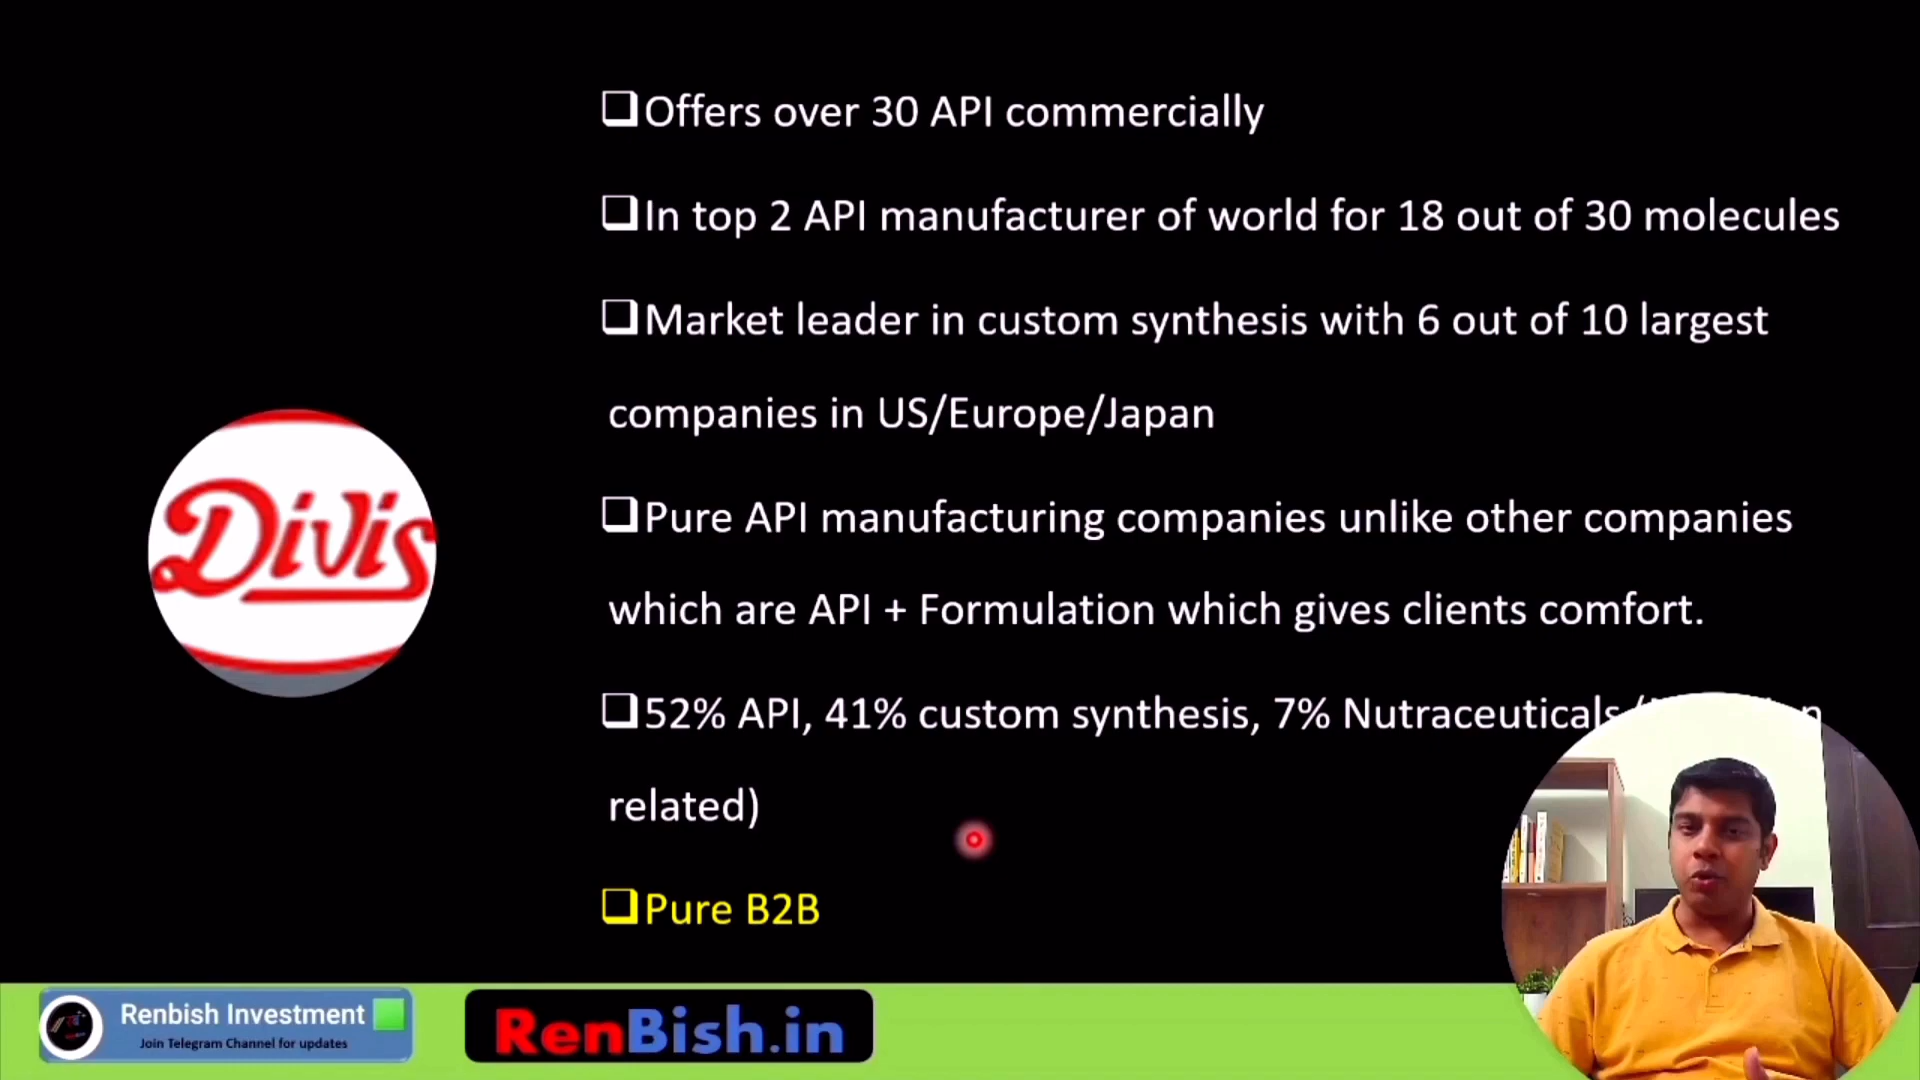 Offers over 30 API commercially
In top 2 API manufacturer of world for 18 out of 30 molecules
Market leader in custom synthesis with 6 out of 10 largest
companies in US/Europe/Japan
Pure API manufacturing companies unlike other companies
which are API + Formulation which gives clients comfort.
Divis
52% API, 41% custom synthesis, 7% Nutraceuticals
related)
Pure B2B
Renbish Investment
Join Telegram Channel for updates
RenBish.in